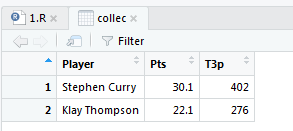 1.R × collec ×
Filter
Player Pts T3p
1 Stephen Curry 30.1 402
2 Klay Thompson 22.1 276